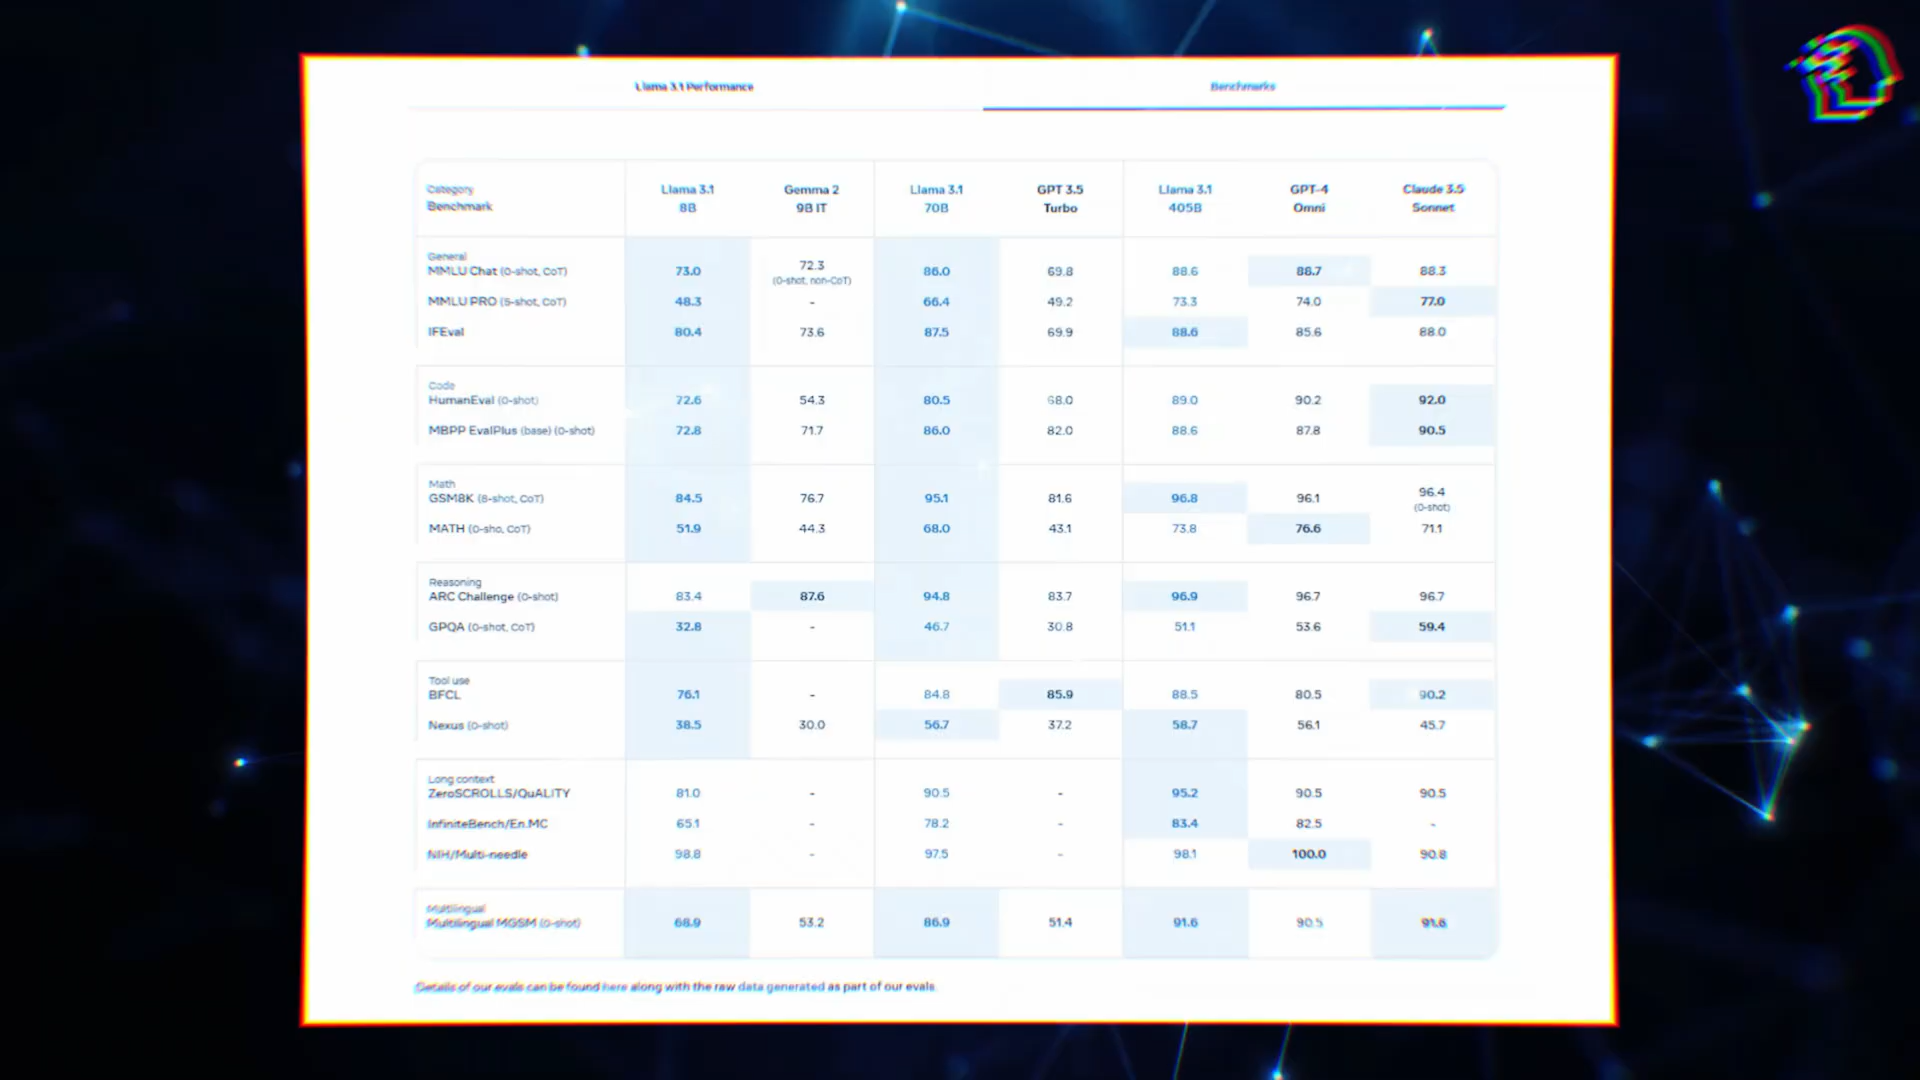 Llama 3.1 Performance Benchmarks
Category Benchmark Llama 3.1 8B Gemma 2 9B IT Llama 3.1 70B GPT 3.5 Turbo Llama 3.1 405B GPT-4 Omni Claude 3.5 Sonnet
General
MMLU Chat (0-shot, CoT) 73.0 72.3 (0-shot, non-CoT) 86.0 69.8 88.6 88.7 88.3
MMLU PRO (5-shot, CoT) 48.3 - 66.4 49.2 73.3 74.0 77.0
IFEval 80.4 73.6 87.5 69.9 88.6 85.6 88.0
Code
HumanEval (0-shot) 72.6 54.3 80.5 68.0 89.0 90.2 92.0
MBPP EvalPlus (base) (0-shot) 72.8 71.7 86.0 82.0 88.6 87.8 90.5
Math
GSM8K (8-shot, CoT) 84.5 76.7 95.1 81.6 96.8 96.1 96.4 (0-shot)
MATH (0-sho, CoT) 51.9 44.3 68.0 43.1 73.8 76.6 71.1
Reasoning
ARC Challenge (0-shot) 83.4 87.6 94.8 83.7 96.9 96.7 96.7
GPQA (0-shot, CoT) 32.8 - 46.7 30.8 51.1 53.6 59.4
Tool use
BFCL 76.1 - 84.8 85.9 88.5 80.5 90.2
Nexus (0-shot) 38.5 30.0 56.7 37.2 58.7 56.1 45.7
Long context
ZeroSCROLLS/QuALITY 81.0 - 90.5 - 95.2 90.5 90.5
InfiniteBench/En.MC 65.1 - 78.2 - 83.4 82.5 -
NIH/Multi-needle 98.8 - 97.5 - 98.1 100.0 90.8
Multilingual
Multilingual MGSM (0-shot) 68.9 53.2 86.9 51.4 91.6 90.5 91.6
Details of our evals can be found here along with the raw data generated as part of our evals.